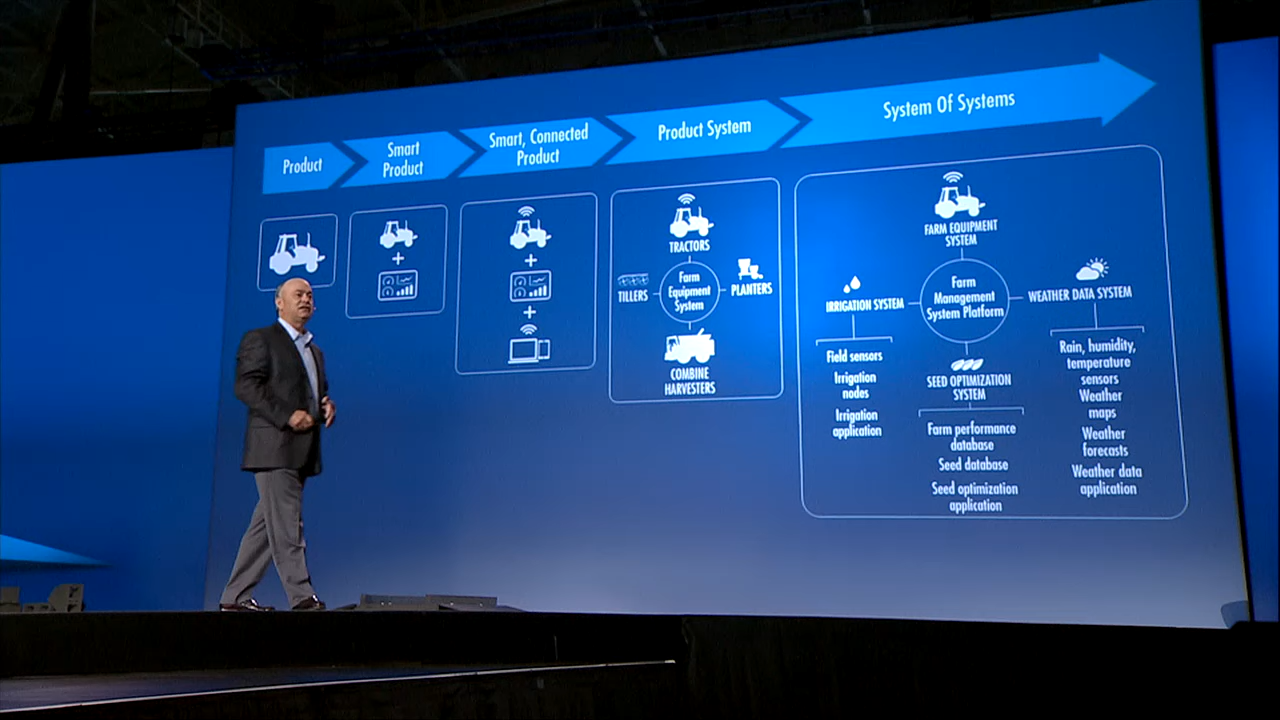 Product
Smart
Product
Smart, Connected
Product
Product System
System Of Systems
TRACTORS
TILLERS
Farm
Equipment
System
PLANTERS
COMBINE
HARVESTERS
FARM EQUIPMENT
SYSTEM
IRRIGATION SYSTEM
Farm
Management
System Platform
WEATHER DATA SYSTEM
Field sensors
Irrigation
nodes
Irrigation
application
SEED OPTIMIZATION
SYSTEM
Farm performance
database
Seed database
Seed optimization
application
Rain, humidity,
temperature
sensors
Weather
maps
Weather
forecasts
Weather data
application